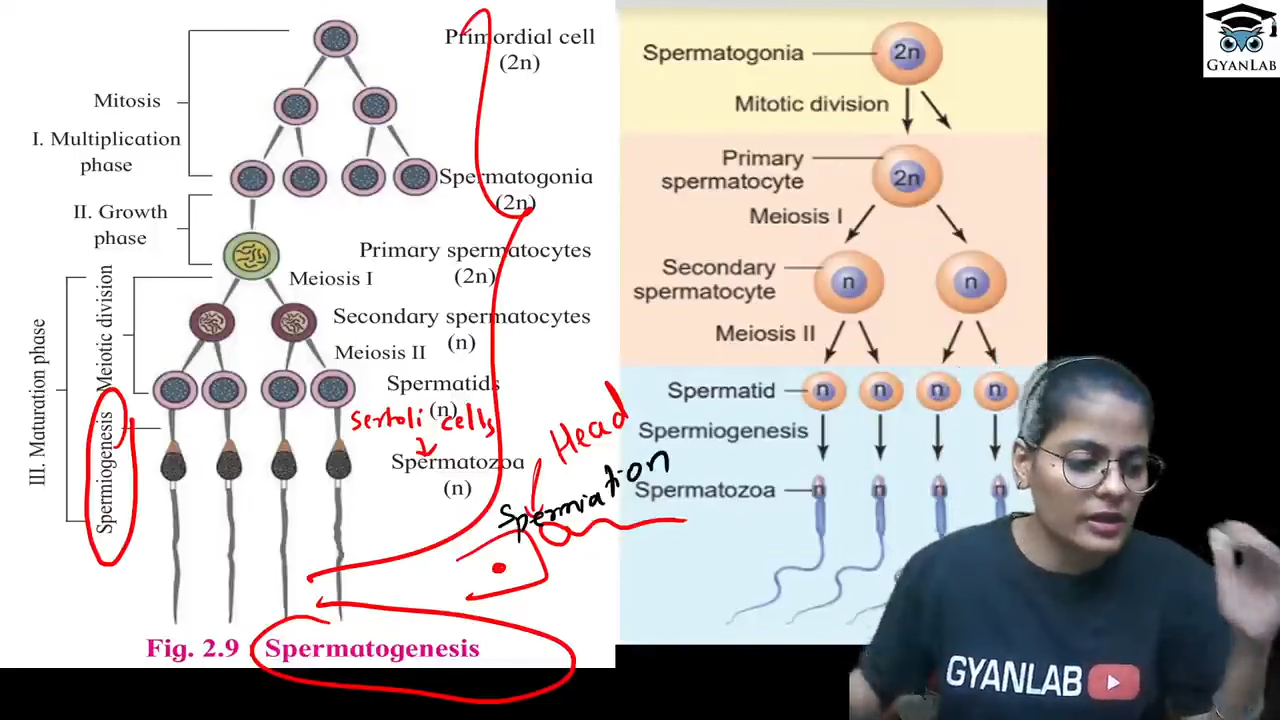 Primordial cell
(2n)
Mitosis
I. Multiplication
phase
Spermatogonia
(2n)
II. Growth
phase
Primary spermatocytes
(2n)
Meiosis I
Secondary spermatocytes
(n)
Meiosis II
Spermatids
(n)
Spermatozoa
(n)
III. Maturation phase
Meiotic division
Spermiogenesis
sertoli cells
Head
Spermiation
Fig. 2.9 Spermatogenesis
Spermatogonia
2n
Mitotic division
Primary
spermatocyte
2n
Meiosis I
Secondary
spermatocyte
n n
Meiosis II
Spermatid
n n n n
Spermiogenesis
Spermatozoa
n n n n
GYANLAB
GYANLAB